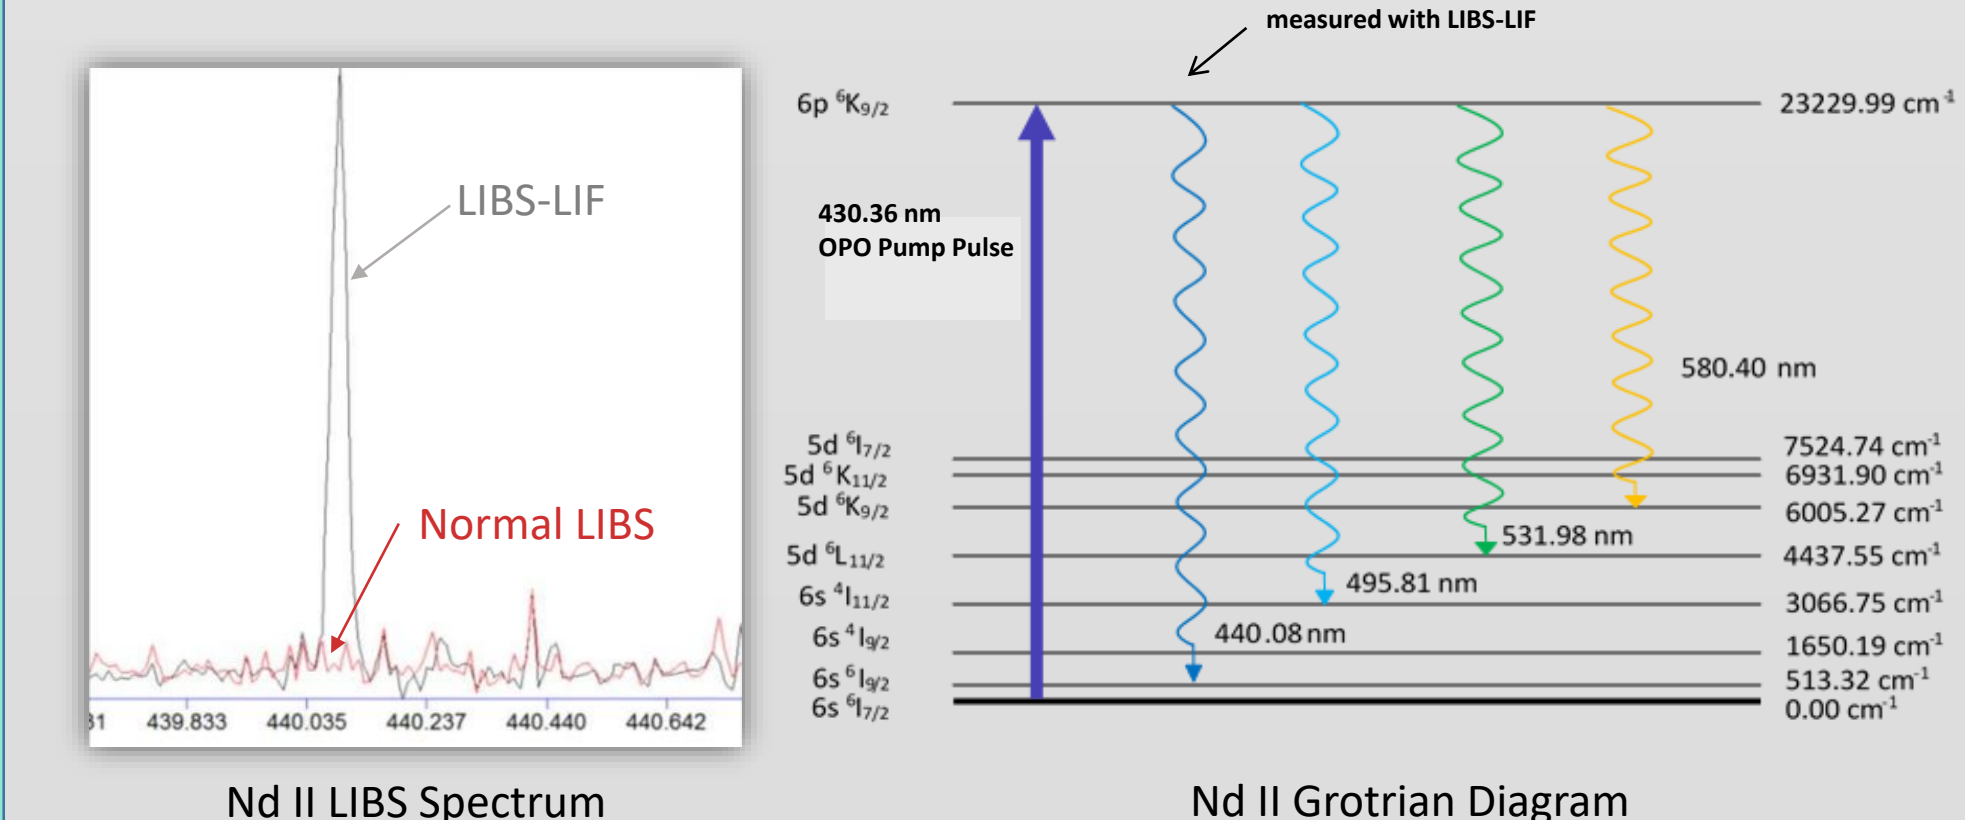 measured with LIBS-LIF
LIBS-LIF
Normal LIBS
31 439.833 440.035 440.237 440.440 440.642
Nd II LIBS Spectrum
6p ⁶K₉/₂ 23229.99 cm⁻¹
430.36 nm
OPO Pump Pulse
580.40 nm
5d ⁶I₇/₂ 7524.74 cm⁻¹
5d ⁶K₁₁/₂ 6931.90 cm⁻¹
5d ⁶K₉/₂ 6005.27 cm⁻¹
531.98 nm
5d ⁶L₁₁/₂ 4437.55 cm⁻¹
495.81 nm
6s ⁴I₁₁/₂ 3066.75 cm⁻¹
440.08 nm
6s ⁴I₉/₂ 1650.19 cm⁻¹
6s ⁶I₉/₂ 513.32 cm⁻¹
6s ⁶I₇/₂ 0.00 cm⁻¹
Nd II Grotrian Diagram